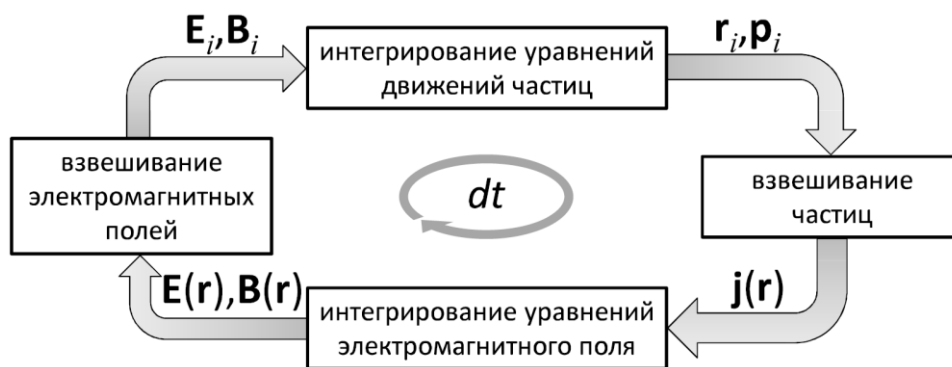 E_i, B_i
интегрирование уравнений
движений частиц
r_i, p_i
взвешивание
электромагнитных
полей
dt
взвешивание
частиц
E(r), B(r)
интегрирование уравнений
электромагнитного поля
j(r)